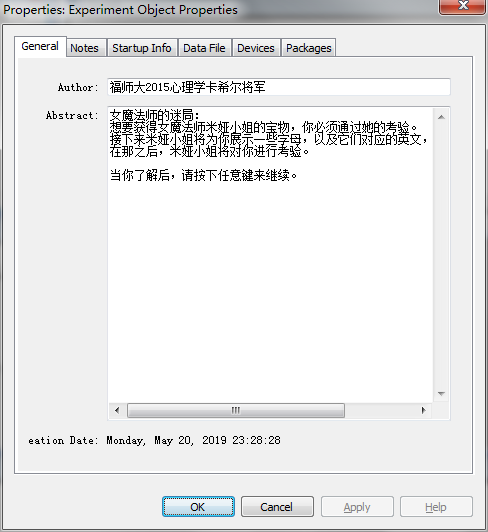 Properties: Experiment Object Properties
General Notes Startup Info Data File Devices Packages
Author: 福师大2015心理学卡希尔将军
Abstract: 女魔法师的迷局:
想要获得女魔法师米娅小姐的宝物，你必须通过她的考验。
接下来米娅小姐将为你展示一些字母，以及它们对应的英文，
在那之后，米娅小姐将对你进行考验。
当你了解后，请按下任意键来继续。
eation Date: Monday, May 20, 2019 23:28:28
OK Cancel Apply Help